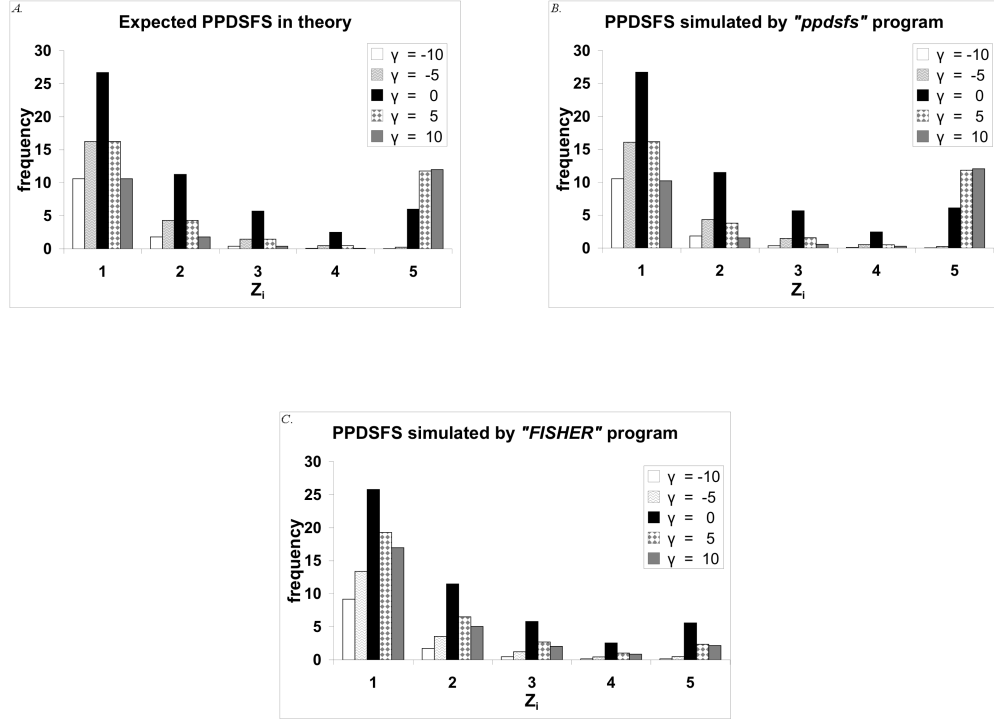 A.
Expected PPDSFS in theory
frequency
30
25
20
15
10
5
0
1 2 3 4 5
Zi
γ = -10
γ = -5
γ = 0
γ = 5
γ = 10
B.
PPDSFS simulated by "ppdsfs" program
frequency
30
25
20
15
10
5
0
1 2 3 4 5
Zi
γ = -10
γ = -5
γ = 0
γ = 5
γ = 10
C.
PPDSFS simulated by "FISHER" program
frequency
30
25
20
15
10
5
0
1 2 3 4 5
Zi
γ = -10
γ = -5
γ = 0
γ = 5
γ = 10